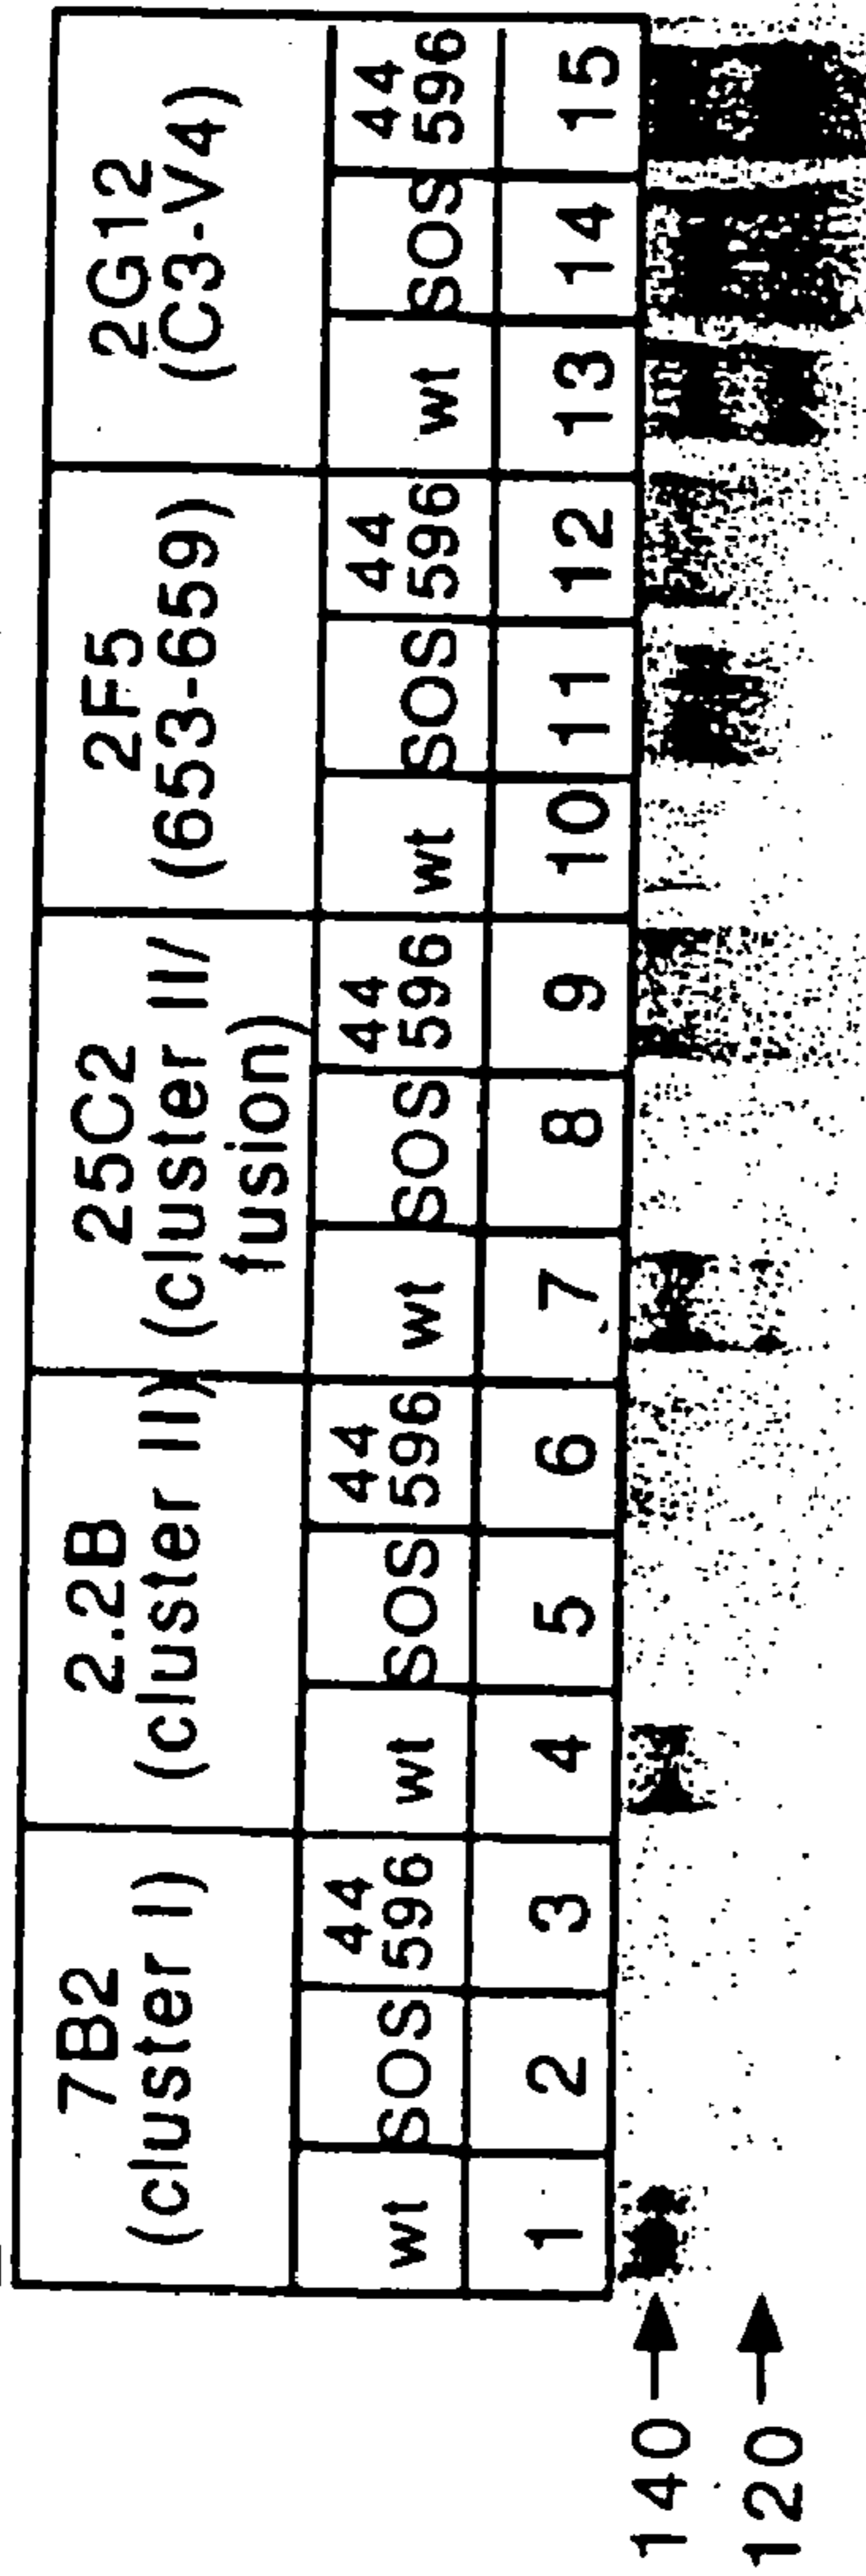 7B2
(cluster I)
2.2B
(cluster II)
25C2
(cluster II/
fusion)
2F5
(653-659)
2G12
(C3-V4)
wt
SOS
44
596
wt
SOS
44
596
wt
SOS
44
596
wt
SOS
44
596
wt
SOS
44
596
1 2 3 4 5 6 7 8 9 10 11 12 13 14 15
140
120